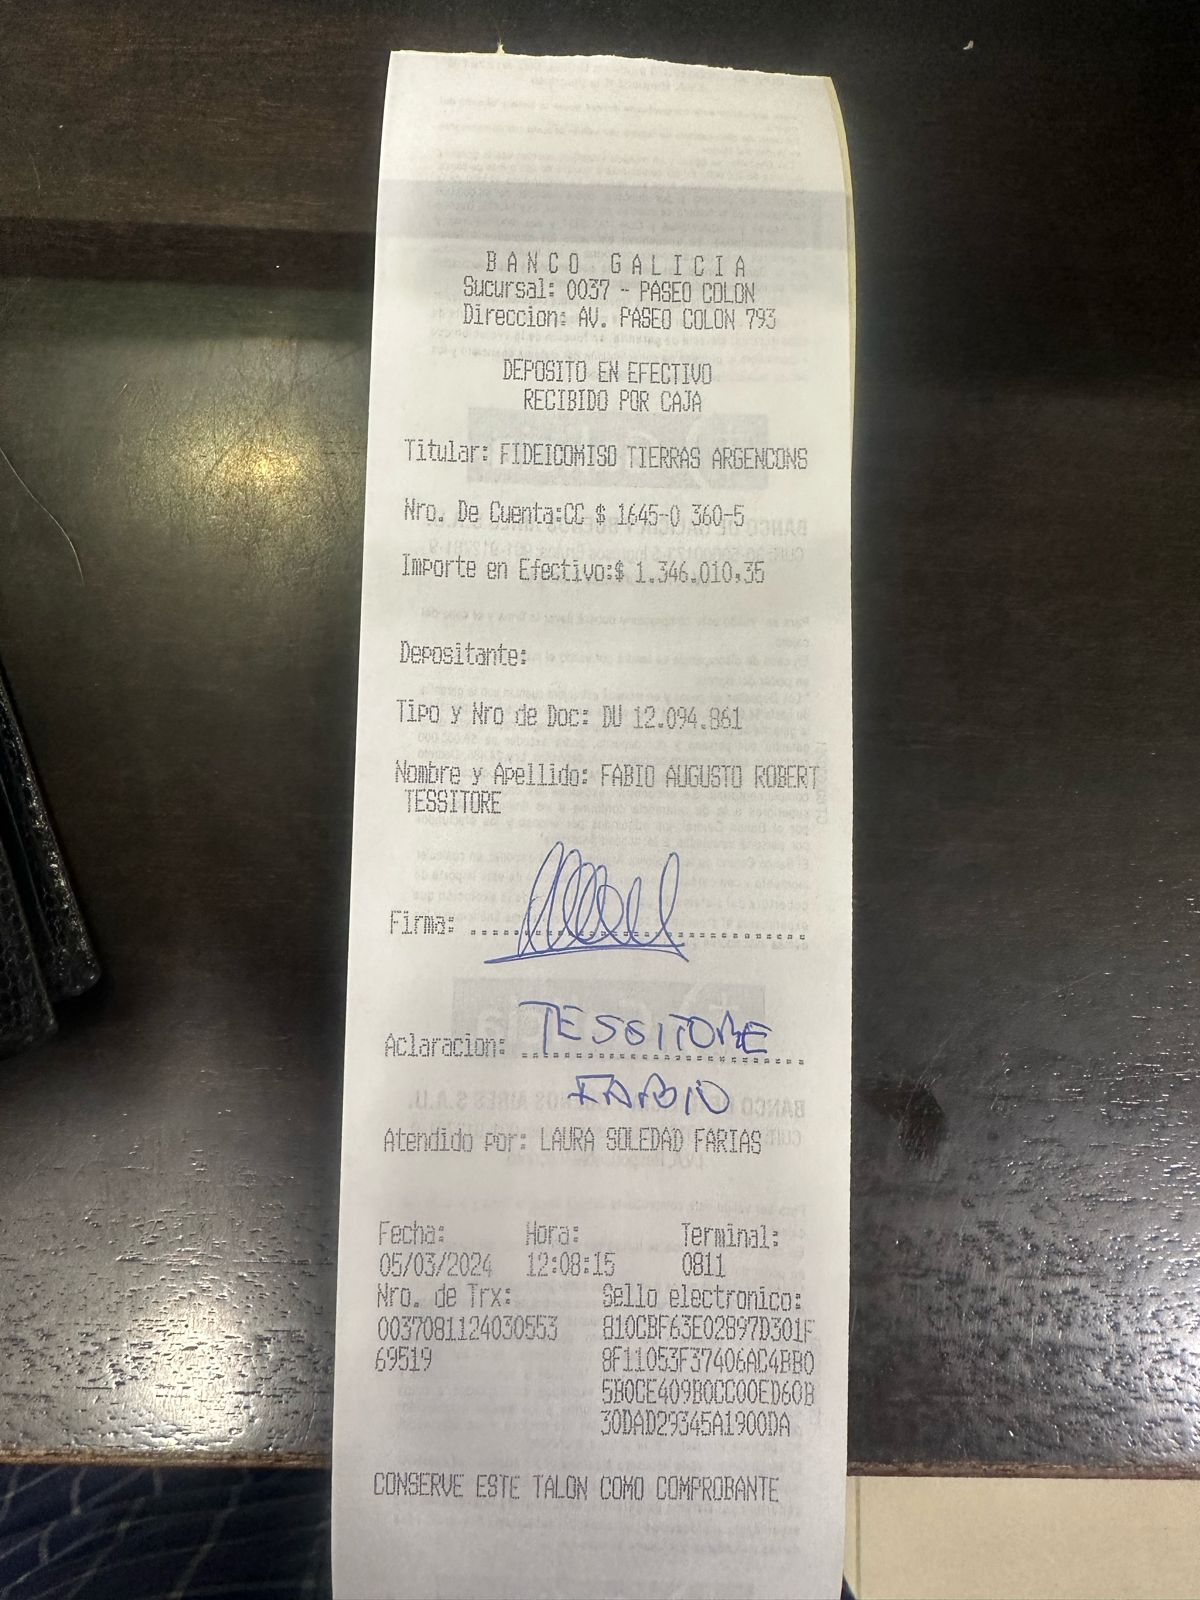 BANCO GALICIA
Sucursal: 0037 - PASEO COLON
Direccion: AV. PASEO COLON 793
DEPOSITO EN EFECTIVO
RECIBIDO POR CAJA
Titular: FIDEICOMISO TIERRAS ARGENCONS
Nro. De Cuenta:CC $ 1645-0 360-5
Importe en Efectivo:$ 1.346.010,35
Depositante:
Tipo y Nro de Doc: DU 12.094.861
Nombre y Apellido: FABIO AUGUSTO ROBERT
TESSITORE
Firma:
Aclaracion: TESSITORE
FABIO
Atendido por: LAURA SOLEDAD FARIAS
Fecha: Hora: Terminal:
05/03/2024 12:08:15 0811
Nro. de Trx: Sello electronico:
0037081124030553 810CBF63E02897D301F
69519 8F11053F37406AC4BB0
5B0CE409B0CC00ED60B
30DAD29345A1900DA
CONSERVE ESTE TALON COMO COMPROBANTE